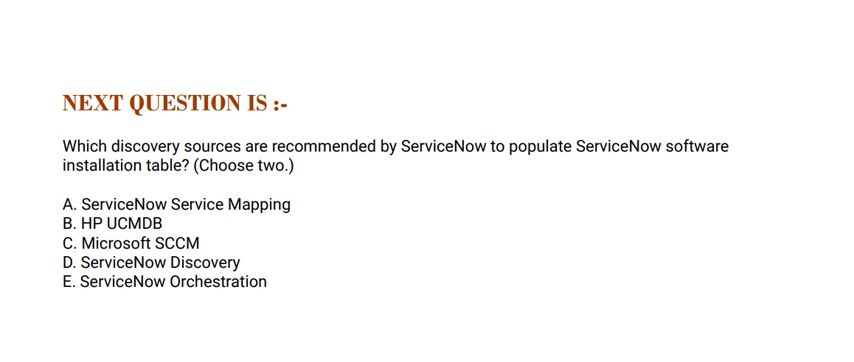 NEXT QUESTION IS :-
Which discovery sources are recommended by ServiceNow to populate ServiceNow software
installation table? (Choose two.)
A. ServiceNow Service Mapping
B. HP UCMDB
C. Microsoft SCCM
D. ServiceNow Discovery
E. ServiceNow Orchestration